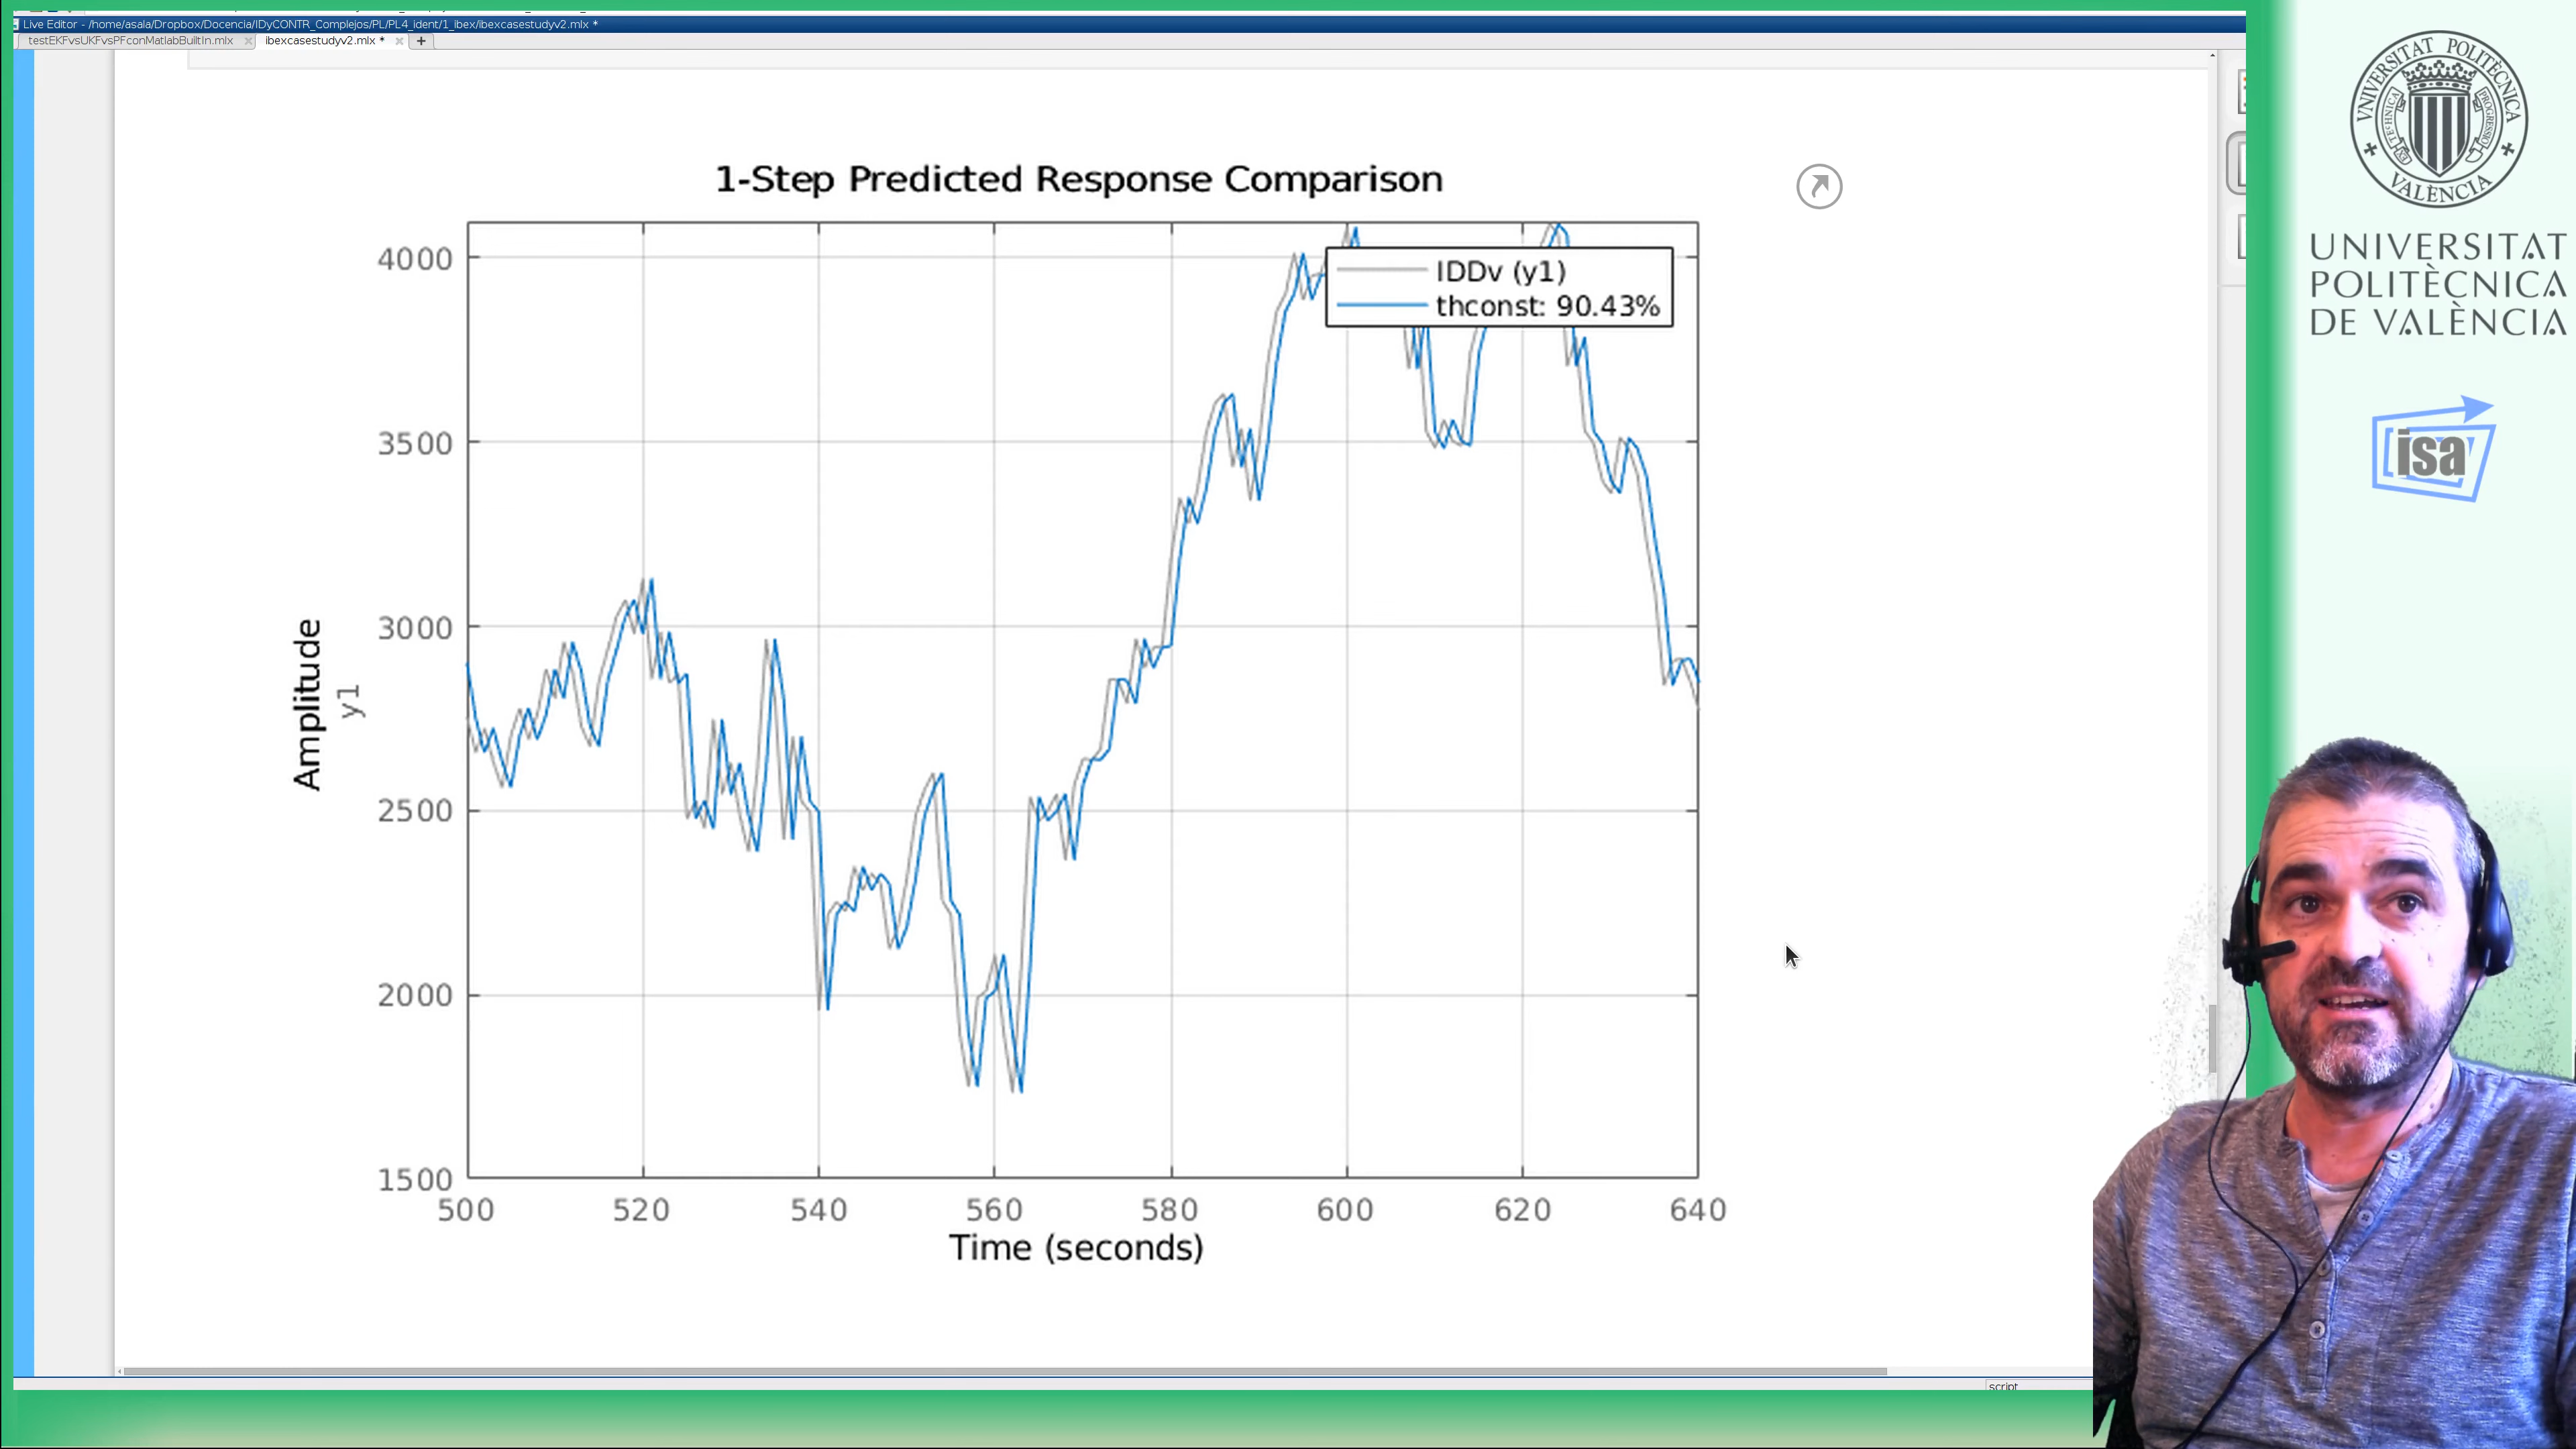 Live Editor - /home/asala/Dropbox/Docencia/IDyCONTR_Complejos/PL/PL4_ident/1_ibex/ibexcasestudyv2.mlx *
testEKFvsUKFvsPFconMatlabBuiltIn.mlx
ibexcasestudyv2.mlx *
1-Step Predicted Response Comparison
IDDv (y1)
thconst: 90.43%
4000
3500
3000
2500
2000
1500
Amplitude
y1
500 520 540 560 580 600 620 640
Time (seconds)
script
UNIVERSITAT POLITÈCNICA
VALÈNCIA
UNIVERSITAT
POLITÈCNICA
DE VALÈNCIA
isa